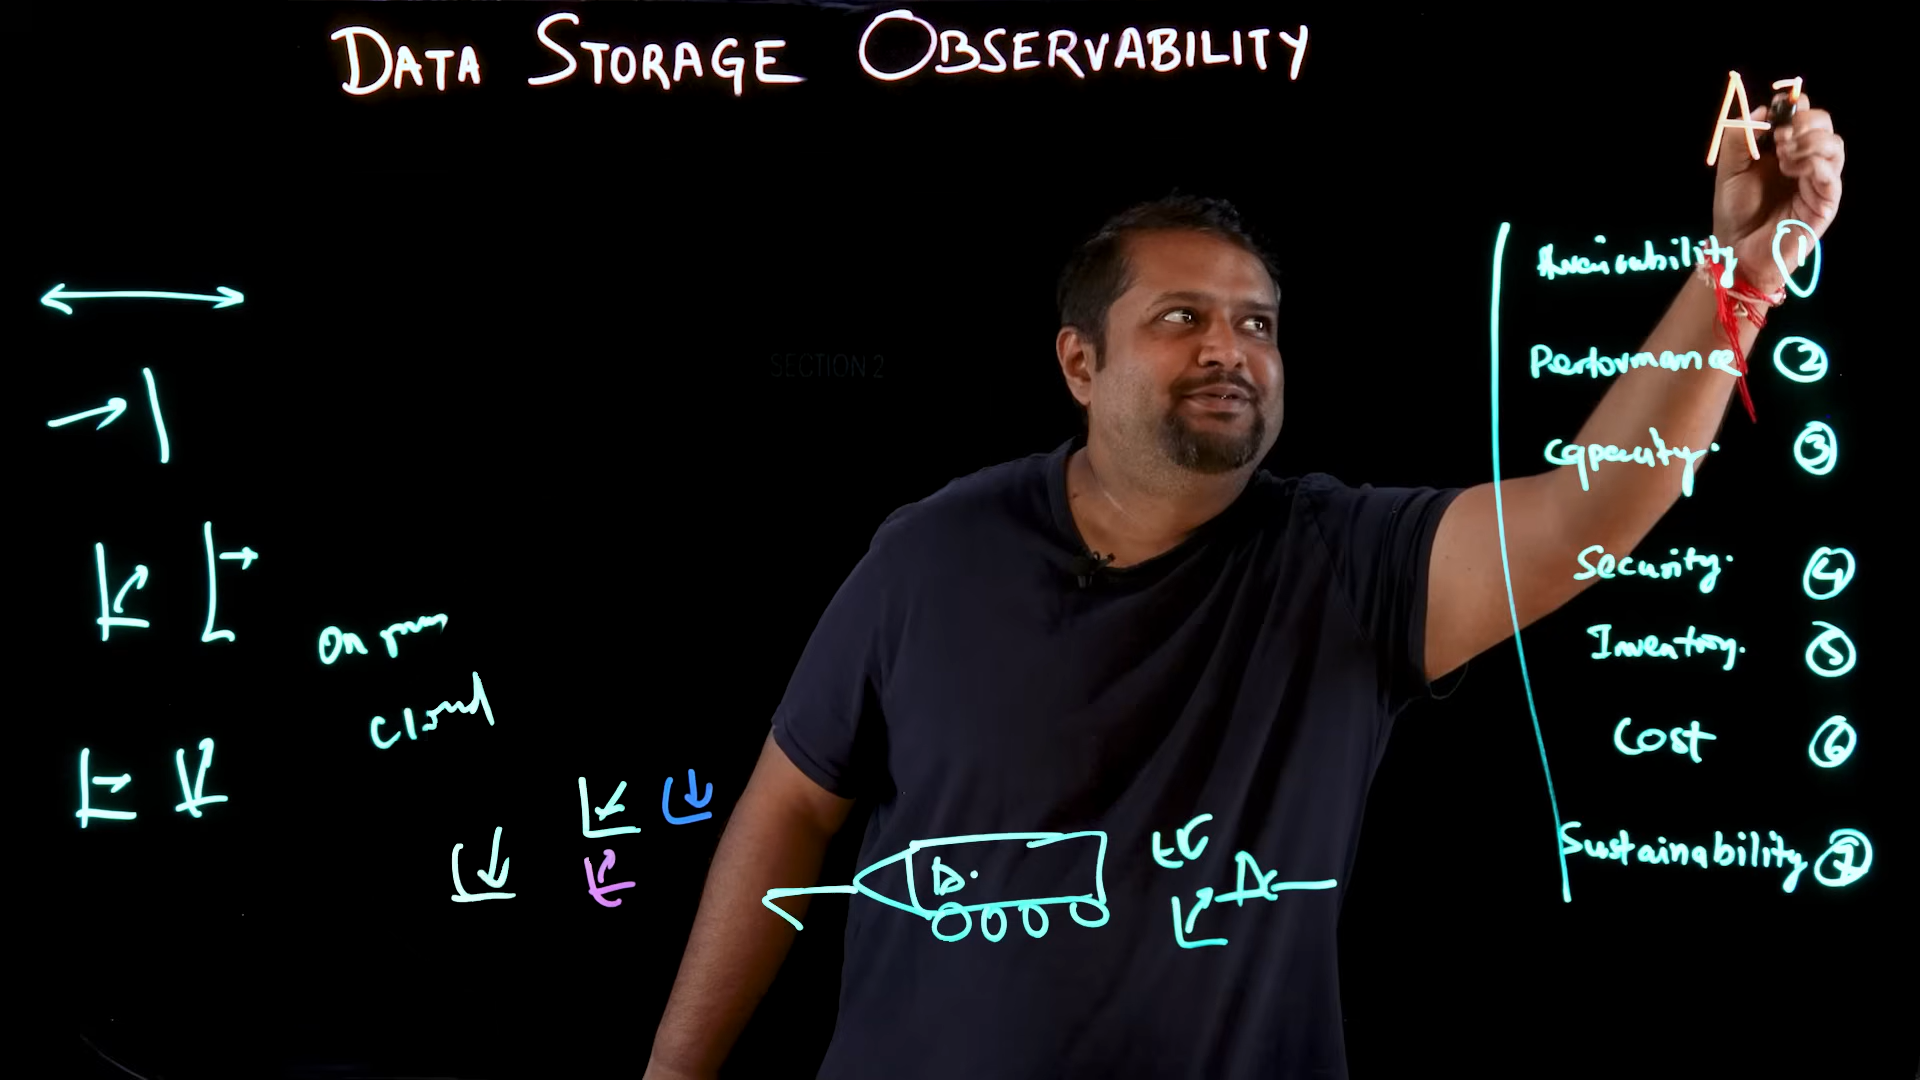 DATA STORAGE OBSERVABILITY
A
SECTION 2
Availability 1
Performance 2
Capacity. 3
Security. 4
Inventory. 5
On prem
Cloud
Cost 6
Sustainability 7
D.